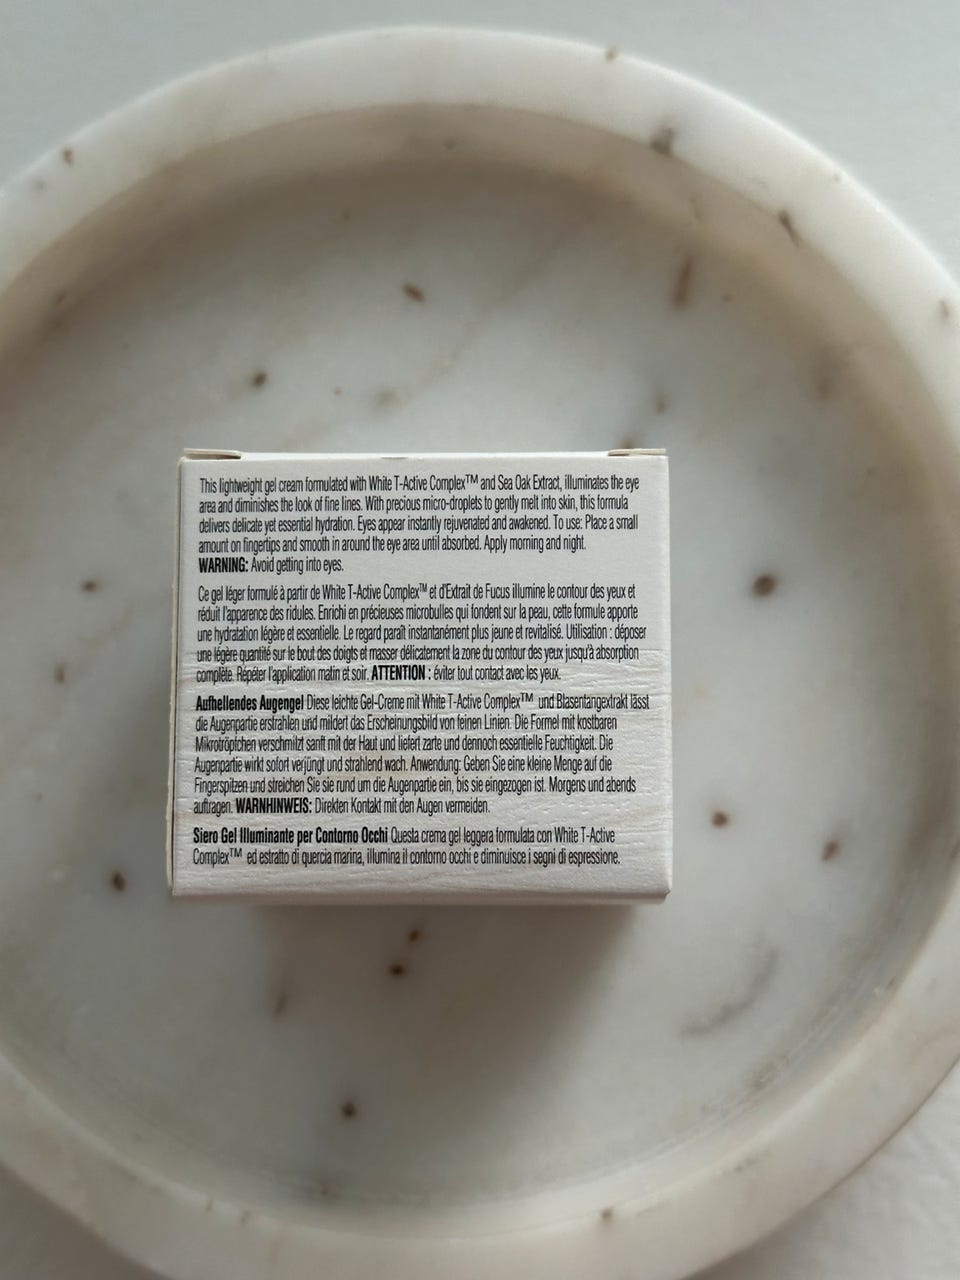 This lightweight gel cream formulated with White T-Active Complex™ and Sea Oak Extract, illuminates the eye
area and diminishes the look of fine lines. With precious micro-droplets to gently melt into skin, this formula
delivers delicate yet essential hydration. Eyes appear instantly rejuvenated and awakened. To use: Place a small
amount on fingertips and smooth in around the eye area until absorbed. Apply morning and night.
WARNING: Avoid getting into eyes.
Ce gel léger formulé à partir de White T-Active Complex™ et d'Extrait de Fucus illumine le contour des yeux et
réduit l'apparence des ridules. Enrichi en précieuses microbulles qui fondent sur la peau, cette formule apporte
une hydratation légère et essentielle. Le regard paraît instantanément plus jeune et revitalisé. Utilisation : déposer
une légère quantité sur le bout des doigts et masser délicatement la zone du contour des yeux jusqu'à absorption
complète. Répéter l'application matin et soir. ATTENTION : éviter tout contact avec les yeux.
Aufhellendes Augengel Diese leichte Gel-Creme mit White T-Active Complex™ und Blasentangextrakt lässt
die Augenpartie erstrahlen und mildert das Erscheinungsbild von feinen Linien. Die Formel mit kostbaren
Mikrotröpfchen verschmilzt sanft mit der Haut und liefert zarte und dennoch essentielle Feuchtigkeit. Die
Augenpartie wirkt sofort verjüngt und strahlend wach. Anwendung: Geben Sie eine kleine Menge auf die
Fingerspitzen und streichen Sie sie rund um die Augenpartie ein, bis sie eingezogen ist. Morgens und abends
auftragen. WARNHINWEIS: Direkten Kontakt mit den Augen vermeiden.
Siero Gel Illuminante per Contorno Occhi Questa crema gel leggera formulata con White T-Active
Complex™ ed estratto di quercia marina, illumina il contorno occhi e diminuisce i segni di espressione.